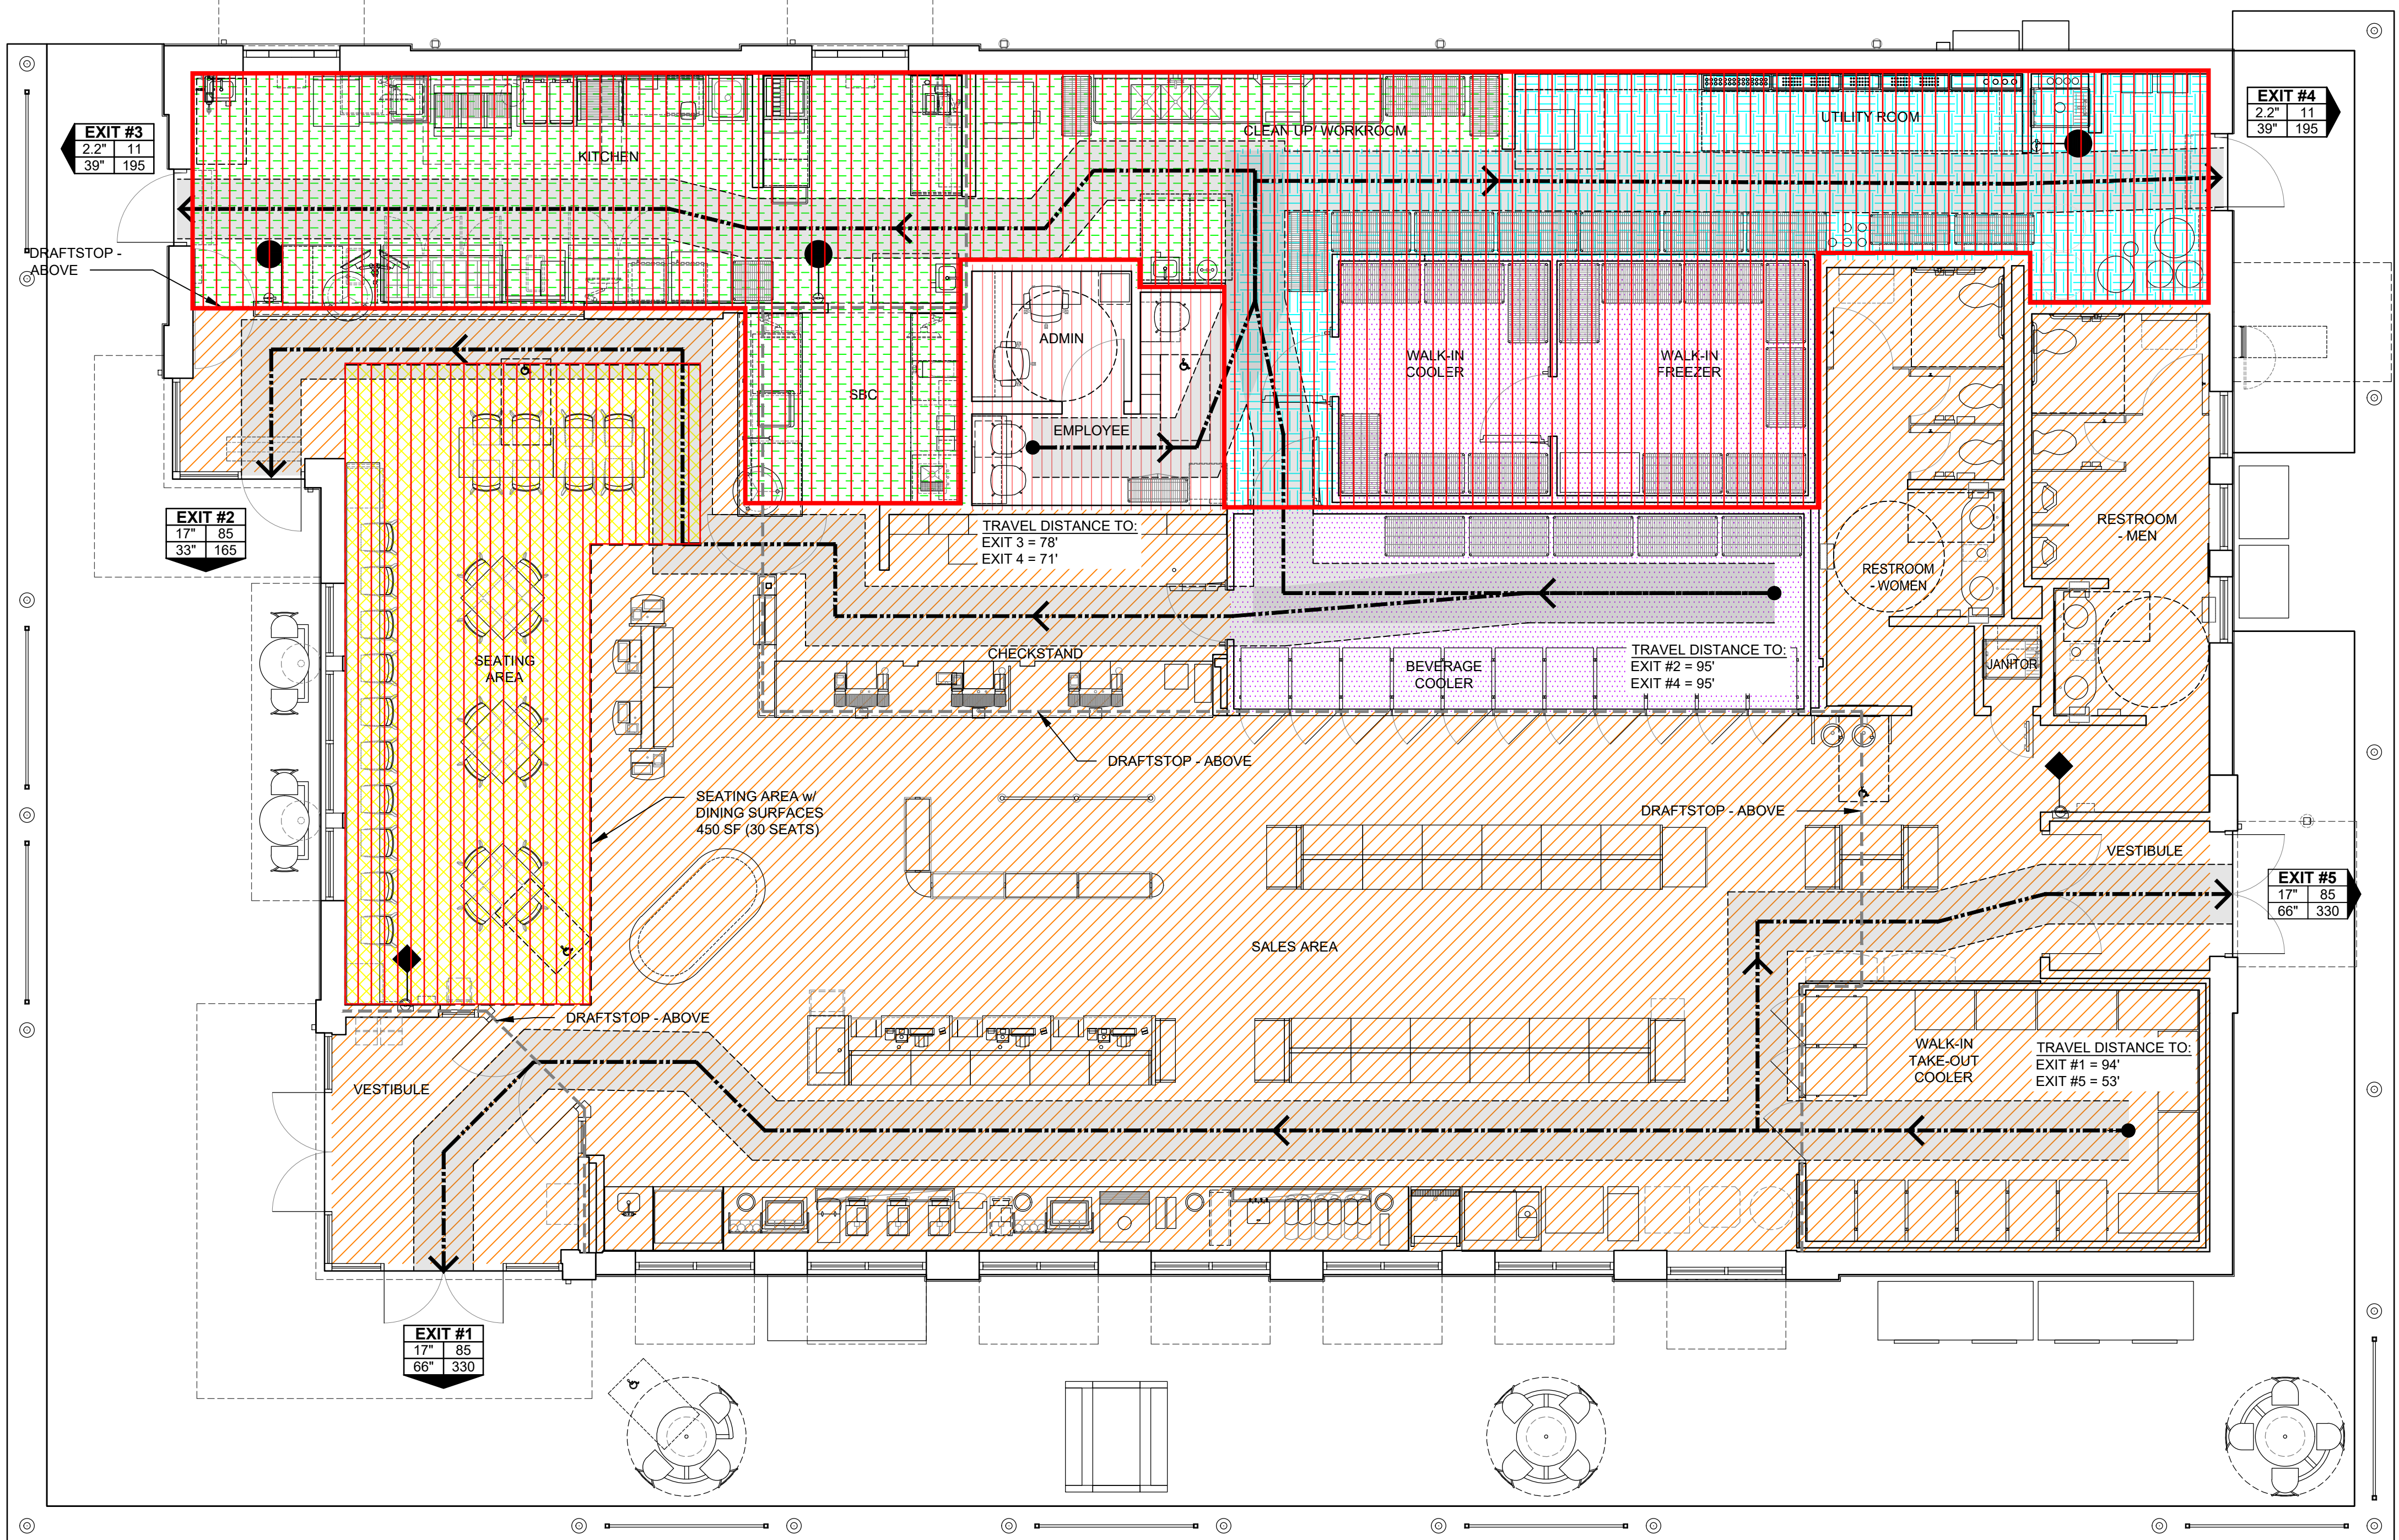 EXIT #3
2.2" 11
39" 195
EXIT #4
2.2" 11
39" 195
KITCHEN
CLEAN UP/ WORKROOM
UTILITY ROOM
DRAFTSTOP -
ABOVE
ADMIN
SBC
EMPLOYEE
WALK-IN
COOLER
WALK-IN
FREEZER
EXIT #2
17" 85
33" 165
TRAVEL DISTANCE TO:
EXIT 3 = 78'
EXIT 4 = 71'
RESTROOM
- MEN
RESTROOM
- WOMEN
SEATING
AREA
CHECKSTAND
BEVERAGE
COOLER
TRAVEL DISTANCE TO:
EXIT #2 = 95'
EXIT #4 = 95'
JANITOR
DRAFTSTOP - ABOVE
SEATING AREA w/
DINING SURFACES
450 SF (30 SEATS)
DRAFTSTOP - ABOVE
VESTIBULE
EXIT #5
17" 85
66" 330
SALES AREA
DRAFTSTOP - ABOVE
VESTIBULE
WALK-IN
TAKE-OUT
COOLER
TRAVEL DISTANCE TO:
EXIT #1 = 94'
EXIT #5 = 53'
EXIT #1
17" 85
66" 330